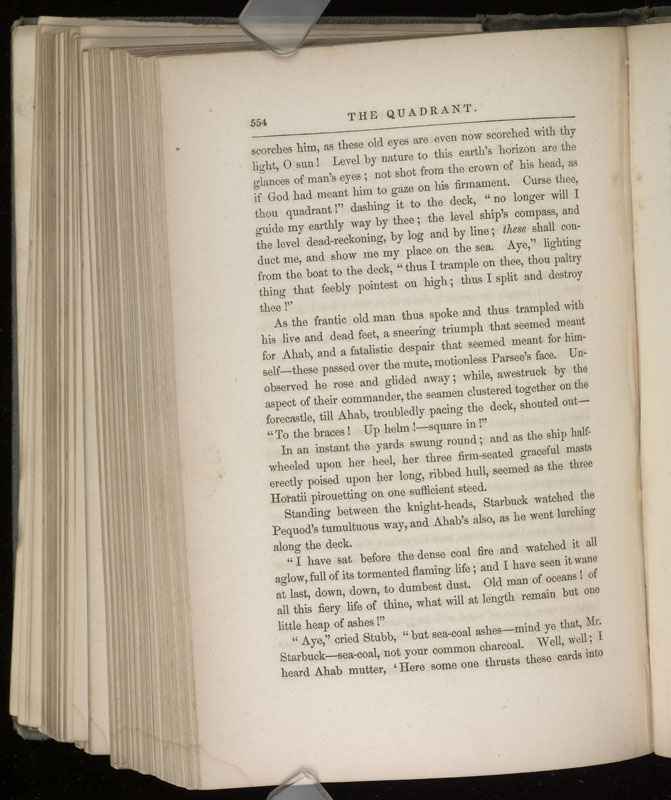 554
THE QUADRANT.
scorches him, as these old eyes are even now scorched with thy
light, O sun! Level by nature to this earth's horizon are the
glances of man's eyes; not shot from the crown of his head, as
if God had meant him to gaze on his firmament. Curse thee,
thou quadrant!" dashing it to the deck, "no longer will I
guide my earthly way by thee; the level ship's compass, and
the level dead-reckoning, by log and by line; these shall con-
duct me, and show me my place on the sea. Aye," lighting
from the boat to the deck, "thus I trample on thee, thou paltry
thing that feebly pointest on high; thus I split and destroy
thee!"
As the frantic old man thus spoke and thus trampled with
his live and dead feet, a sneering triumph that seemed meant
for Ahab, and a fatalistic despair that seemed meant for him-
self—these passed over the mute, motionless Parsee's face. Un-
observed he rose and glided away; while, awestruck by the
aspect of their commander, the seamen clustered together on the
forecastle, till Ahab, troubledly pacing the deck, shouted out—
"To the braces! Up helm!—square in!"
In an instant the yards swung round; and as the ship half-
wheeled upon her heel, her three firm-seated graceful masts
erectly poised upon her long, ribbed hull, seemed as the three
Horatii pirouetting on one sufficient steed.
Standing between the knight-heads, Starbuck watched the
Pequod's tumultuous way, and Ahab's also, as he went lurching
along the deck.
"I have sat before the dense coal fire and watched it all
aglow, full of its tormented flaming life; and I have seen it wane
at last, down, down, to dumbest dust. Old man of oceans! of
all this fiery life of thine, what will at length remain but one
little heap of ashes!"
"Aye," cried Stubb, "but sea-coal ashes—mind ye that, Mr.
Starbuck—sea-coal, not your common charcoal. Well, well; I
heard Ahab mutter, 'Here some one thrusts these cards into